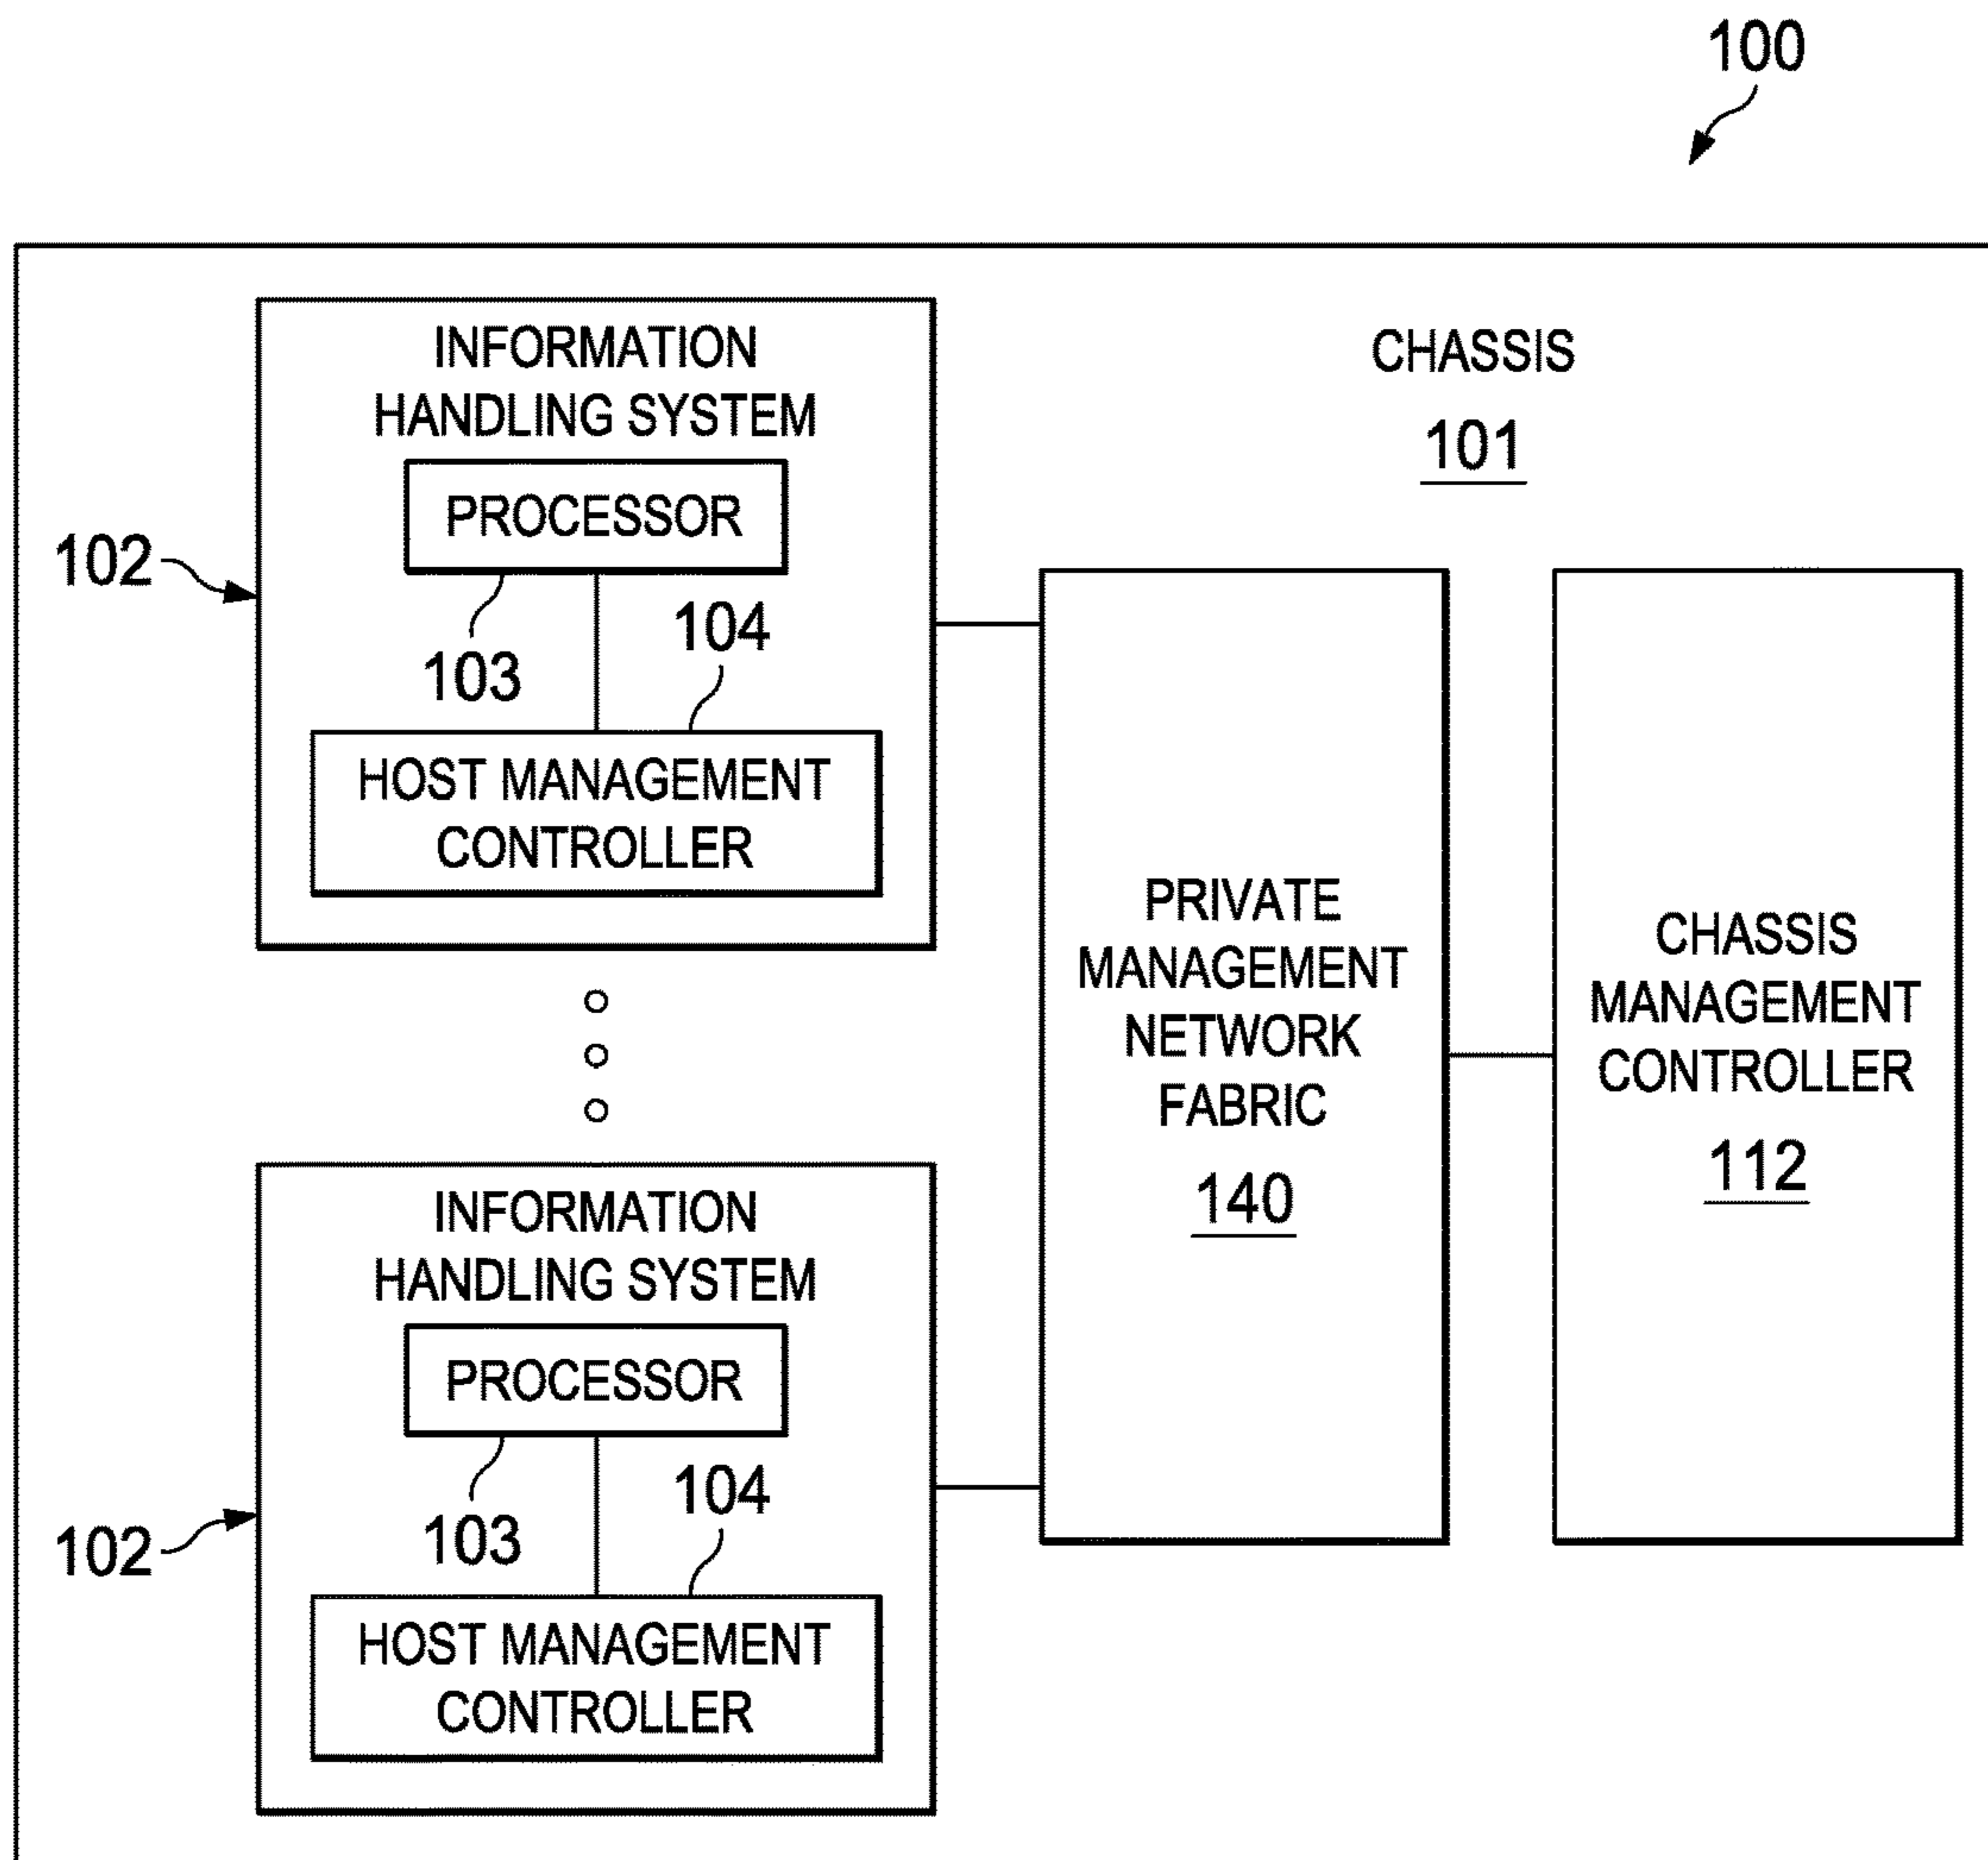 100
INFORMATION
HANDLING SYSTEM
PROCESSOR
102
103
104
HOST MANAGEMENT
CONTROLLER
CHASSIS
101
PRIVATE
MANAGEMENT
NETWORK
FABRIC
140
CHASSIS
MANAGEMENT
CONTROLLER
112
INFORMATION
HANDLING SYSTEM
PROCESSOR
102
103
104
HOST MANAGEMENT
CONTROLLER